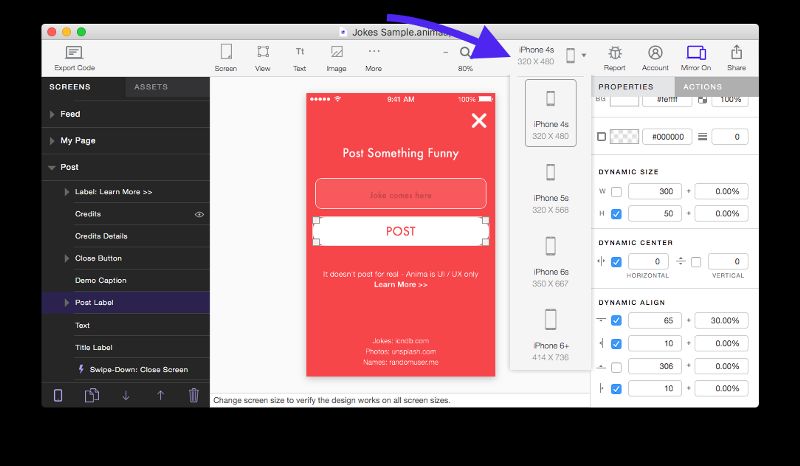 Jokes Sample.anima
Export Code
Screen
View
Tt
Text
Image
More
80%
iPhone 4s
320 X 480
Report
Account
Mirror On
Share
SCREENS
ASSETS
Feed
My Page
Post
Label: Learn More >>
Credits
Credits Details
Close Button
Demo Caption
Post Label
Text
Title Label
Swipe-Down: Close Screen
9:41 AM
100%
Post Something Funny
Joke comes here
POST
It doesn't post for real - Anima is UI / UX only
Learn More >>
Jokes: icndb.com
Photos: unsplash.com
Names: randomuser.me
iPhone 4s
320 X 480
iPhone 5s
320 X 568
iPhone 6s
350 X 667
iPhone 6+
414 X 736
PROPERTIES
ACTIONS
BG
#ffffff
100%
#000000
0
DYNAMIC SIZE
W
300
+
0.00%
H
50
+
0.00%
DYNAMIC CENTER
0
0
HORIZONTAL
VERTICAL
DYNAMIC ALIGN
65
+
30.00%
10
+
0.00%
306
+
0.00%
10
+
0.00%
Change screen size to verify the design works on all screen sizes.